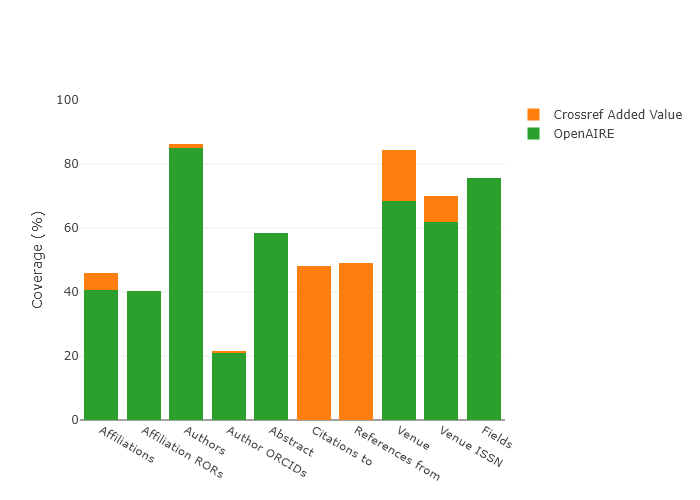 Crossref Added Value
OpenAIRE
Coverage (%)
100
80
60
40
20
0
Affiliations
Affiliation RORs
Authors
Author ORCIDs
Abstract
Citations to
References from
Venue
Venue ISSN
Fields